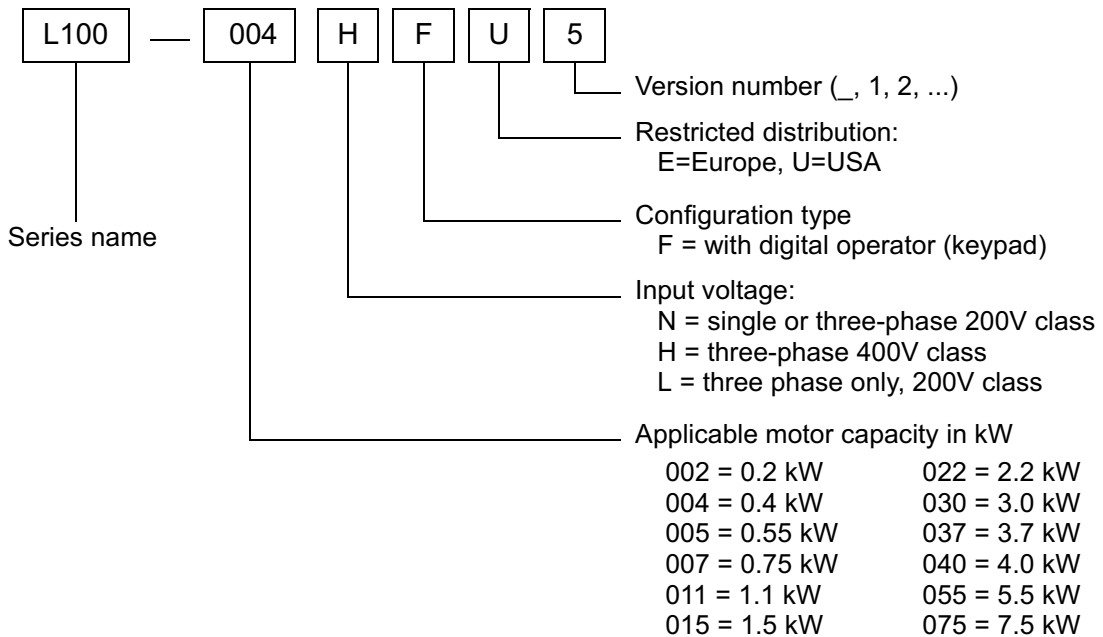 L100 — 004 H F U 5
Version number (_, 1, 2, ...)
Restricted distribution:
E=Europe, U=USA
Series name
Configuration type
F = with digital operator (keypad)
Input voltage:
N = single or three-phase 200V class
H = three-phase 400V class
L = three phase only, 200V class
Applicable motor capacity in kW
002 = 0.2 kW 022 = 2.2 kW
004 = 0.4 kW 030 = 3.0 kW
005 = 0.55 kW 037 = 3.7 kW
007 = 0.75 kW 040 = 4.0 kW
011 = 1.1 kW 055 = 5.5 kW
015 = 1.5 kW 075 = 7.5 kW